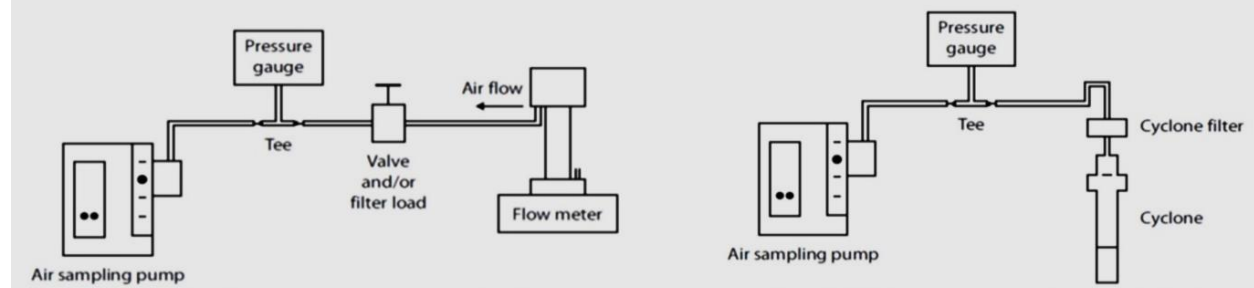 Pressure
gauge
Air flow
Tee
Valve
and/or
filter load
Flow meter
Air sampling pump
Pressure
gauge
Tee
Cyclone filter
Cyclone
Air sampling pump